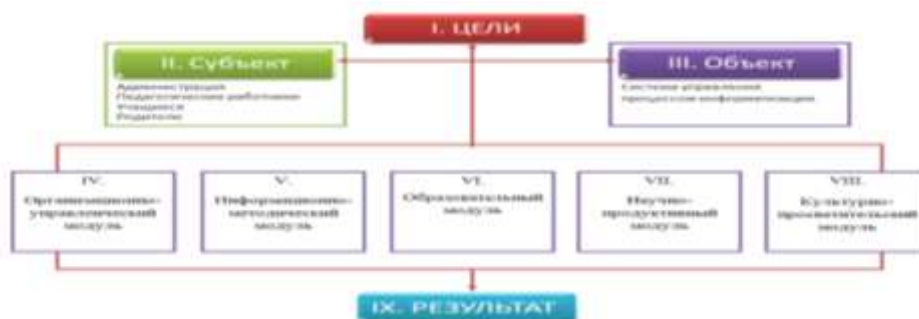 I. ЦЕЛИ
II. Субъект
Администрация
Педагогические работники
Учащиеся
Родители
III. Объект
Система управления
процессом информатизации
IV.
Организационно-
управленческий
модуль
V.
Информационно-
методический
модуль
VI.
Образовательный
модуль
VII.
Научно-
продуктивный
модуль
VIII.
Культурно-
просветительский
модуль
IX. РЕЗУЛЬТАТ